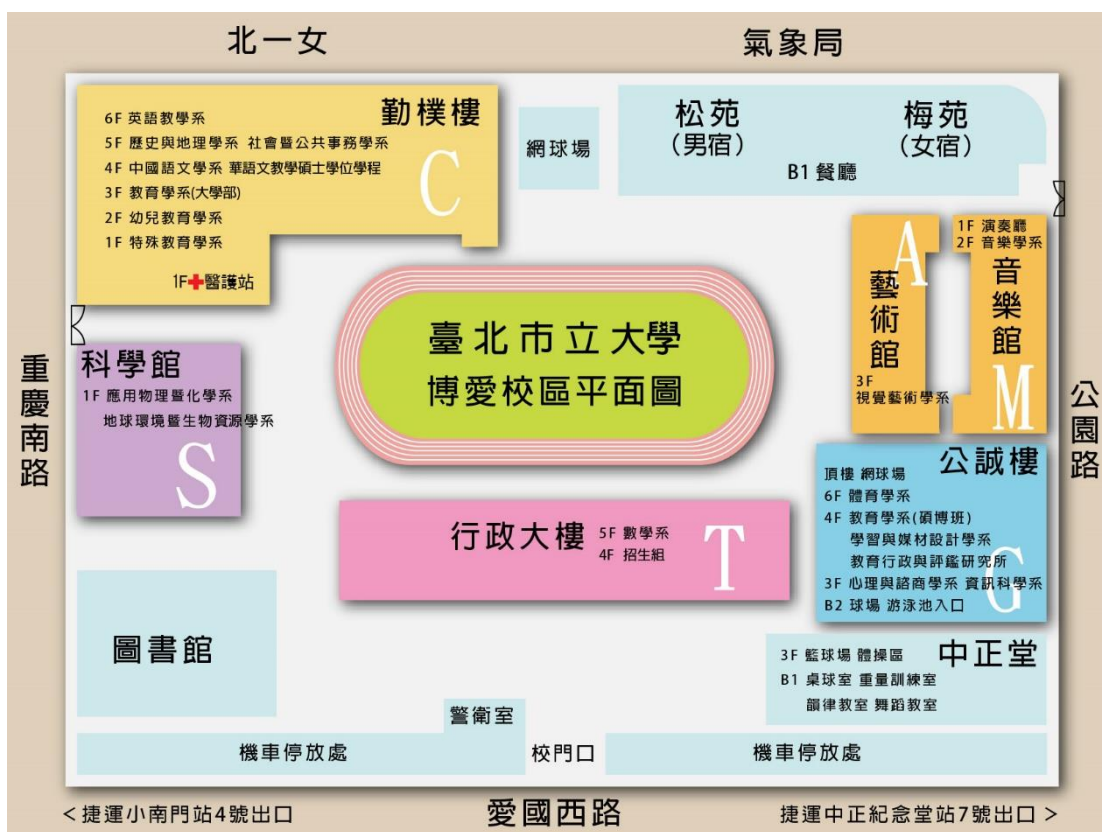 北一女
氣象局
勤樸樓
6F 英語教學系
5F 歷史與地理學系 社會暨公共事務學系
4F 中國語文學系 華語文教學碩士學位學程
3F 教育學系(大學部)
2F 幼兒教育學系
1F 特殊教育學系
C
1F 醫護站
網球場
松苑
(男宿)
梅苑
(女宿)
B1 餐廳
A
藝術館
3F
視覺藝術學系
1F 演奏廳
2F 音樂學系
音樂館
M
臺北市立大學
博愛校區平面圖
重慶南路
公園路
科學館
1F 應用物理暨化學系
地球環境暨生物資源學系
S
行政大樓
5F 數學系
4F 招生組
T
公誠樓
頂樓 網球場
6F 體育學系
4F 教育學系(碩博班)
學習與媒材設計學系
教育行政與評鑑研究所
3F 心理與諮商學系 資訊科學系
B2 球場 游泳池入口
G
圖書館
中正堂
3F 籃球場 體操區
B1 桌球室 重量訓練室
韻律教室 舞蹈教室
警衛室
機車停放處
校門口
機車停放處
<捷運小南門站4號出口
愛國西路
捷運中正紀念堂站7號出口>